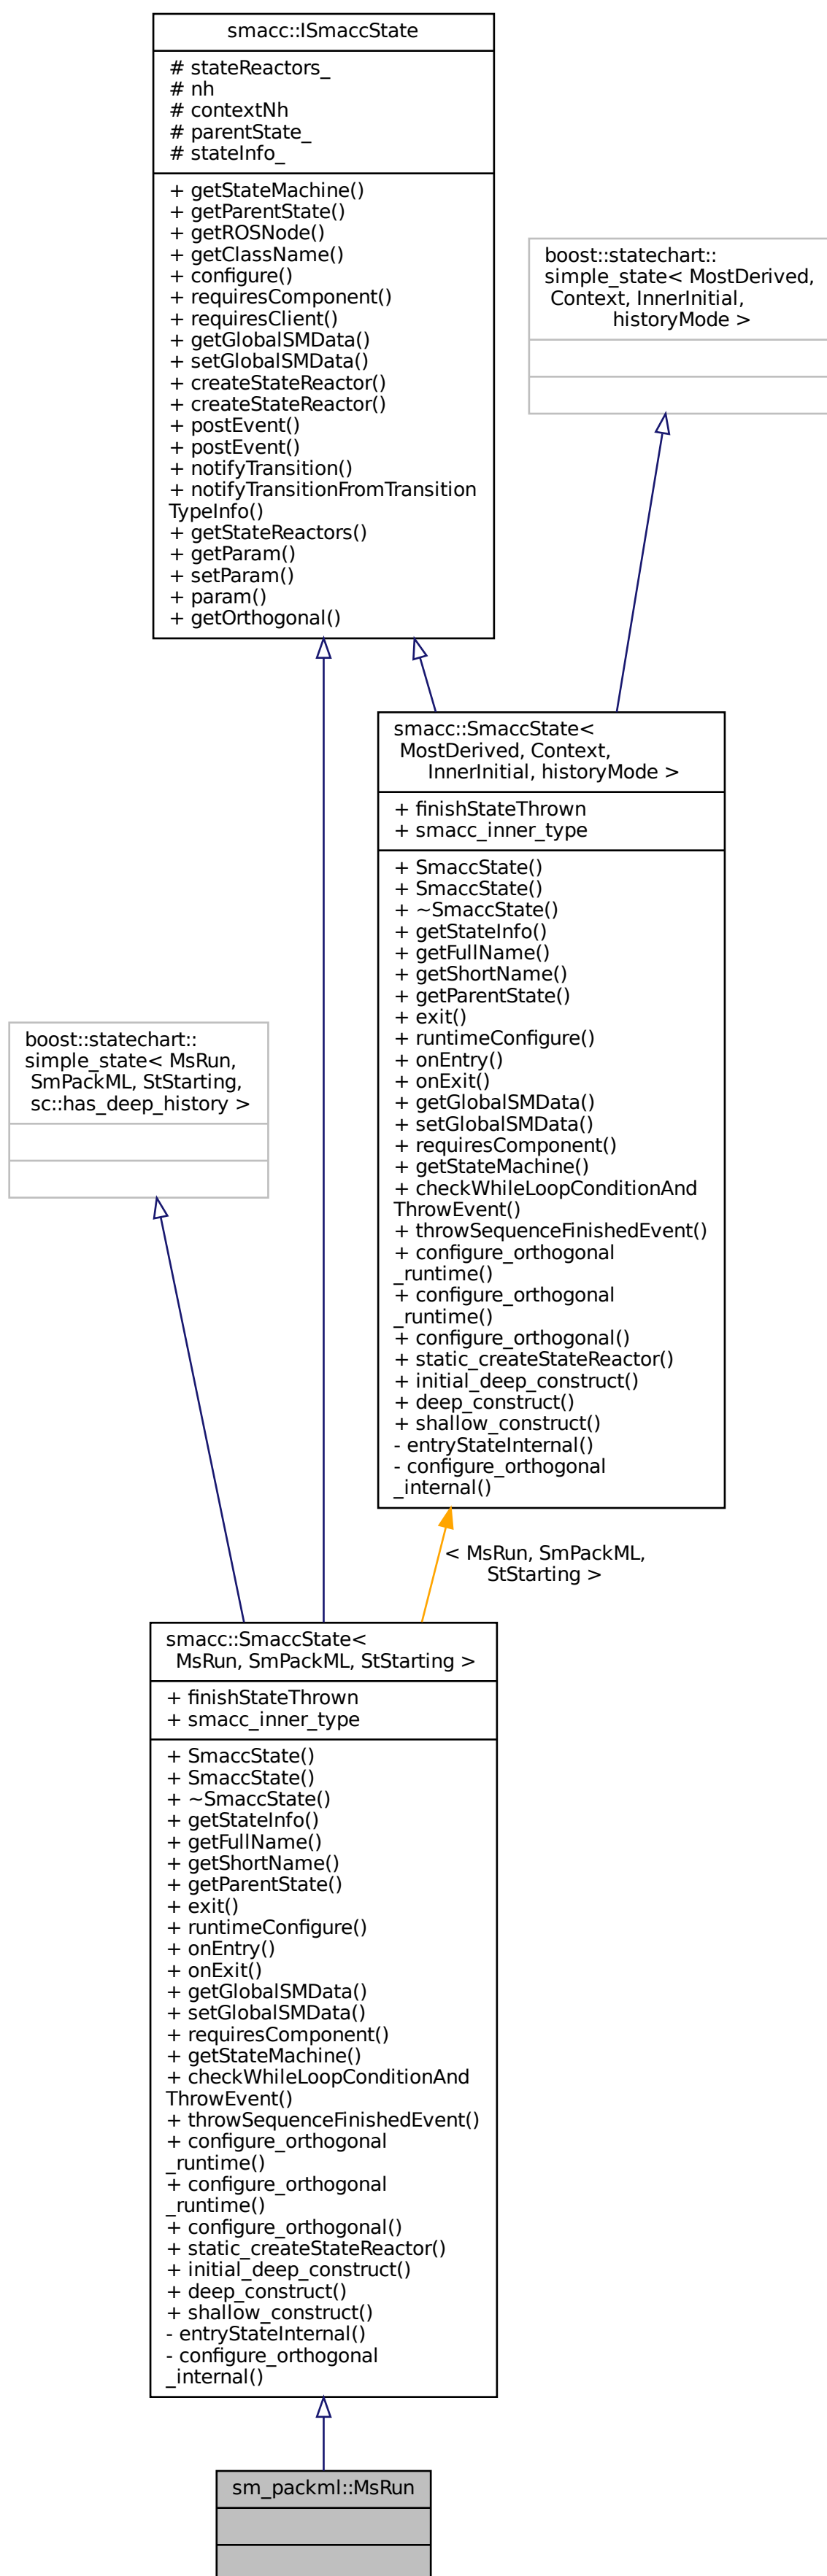 smacc::ISmaccState
# stateReactors_
# nh
# contextNh
# parentState_
# stateInfo_
+ getStateMachine()
+ getParentState()
+ getROSNode()
+ getClassName()
+ configure()
+ requiresComponent()
+ requiresClient()
+ getGlobalSMData()
+ setGlobalSMData()
+ createStateReactor()
+ createStateReactor()
+ postEvent()
+ postEvent()
+ notifyTransition()
+ notifyTransitionFromTransition
TypeInfo()
+ getStateReactors()
+ getParam()
+ setParam()
+ param()
+ getOrthogonal()
boost::statechart::
simple_state< MostDerived,
Context, InnerInitial,
historyMode >
smacc::SmaccState<
MostDerived, Context,
InnerInitial, historyMode >
+ finishStateThrown
+ smacc_inner_type
+ SmaccState()
+ SmaccState()
+ ~SmaccState()
+ getStateInfo()
+ getFullName()
+ getShortName()
+ getParentState()
+ exit()
+ runtimeConfigure()
+ onEntry()
+ onExit()
+ getGlobalSMData()
+ setGlobalSMData()
+ requiresComponent()
+ getStateMachine()
+ checkWhileLoopConditionAnd
ThrowEvent()
+ throwSequenceFinishedEvent()
+ configure_orthogonal
_runtime()
+ configure_orthogonal
_runtime()
+ configure_orthogonal()
+ static_createStateReactor()
+ initial_deep_construct()
+ deep_construct()
+ shallow_construct()
- entryStateInternal()
- configure_orthogonal
_internal()
boost::statechart::
simple_state< MsRun,
SmPackML, StStarting,
sc::has_deep_history >
< MsRun, SmPackML,
StStarting >
smacc::SmaccState<
MsRun, SmPackML, StStarting >
+ finishStateThrown
+ smacc_inner_type
+ SmaccState()
+ SmaccState()
+ ~SmaccState()
+ getStateInfo()
+ getFullName()
+ getShortName()
+ getParentState()
+ exit()
+ runtimeConfigure()
+ onEntry()
+ onExit()
+ getGlobalSMData()
+ setGlobalSMData()
+ requiresComponent()
+ getStateMachine()
+ checkWhileLoopConditionAnd
ThrowEvent()
+ throwSequenceFinishedEvent()
+ configure_orthogonal
_runtime()
+ configure_orthogonal
_runtime()
+ configure_orthogonal()
+ static_createStateReactor()
+ initial_deep_construct()
+ deep_construct()
+ shallow_construct()
- entryStateInternal()
- configure_orthogonal
_internal()
sm_packml::MsRun